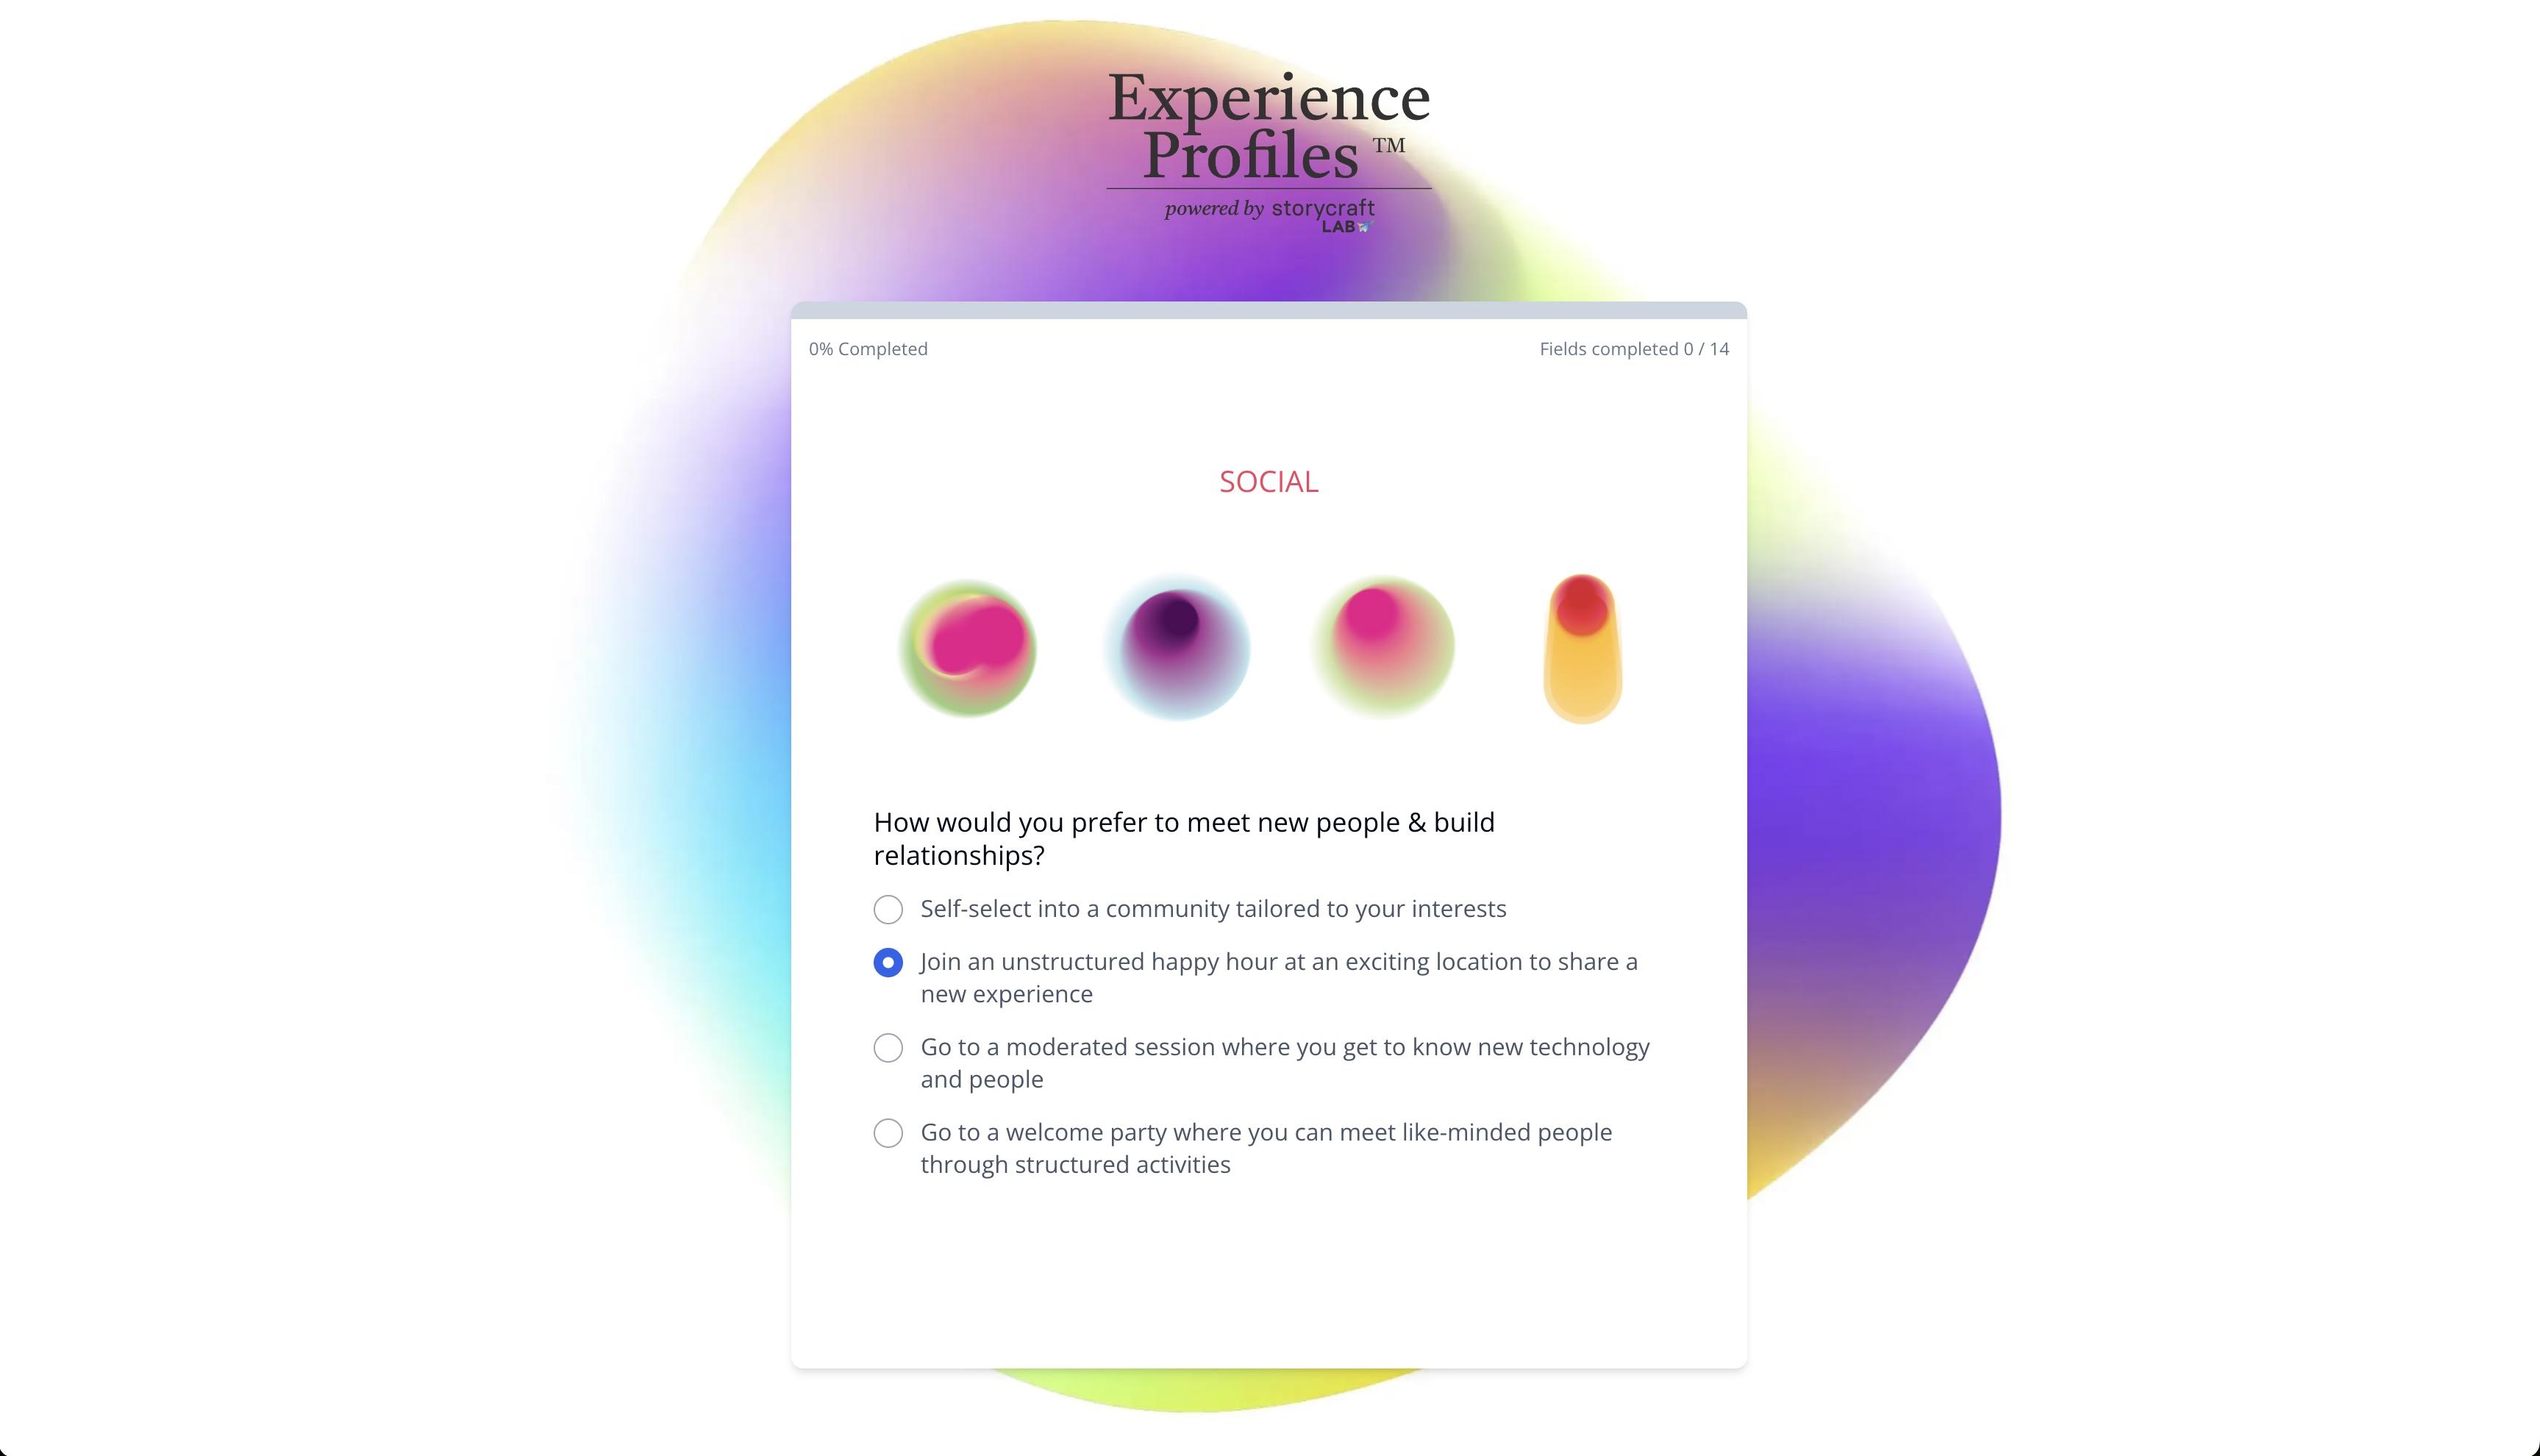 Experience
Profiles ™
powered by storycraft
LAB
0% Completed
Fields completed 0 / 14
SOCIAL
How would you prefer to meet new people & build
relationships?
Self-select into a community tailored to your interests
Join an unstructured happy hour at an exciting location to share a
new experience
Go to a moderated session where you get to know new technology
and people
Go to a welcome party where you can meet like-minded people
through structured activities